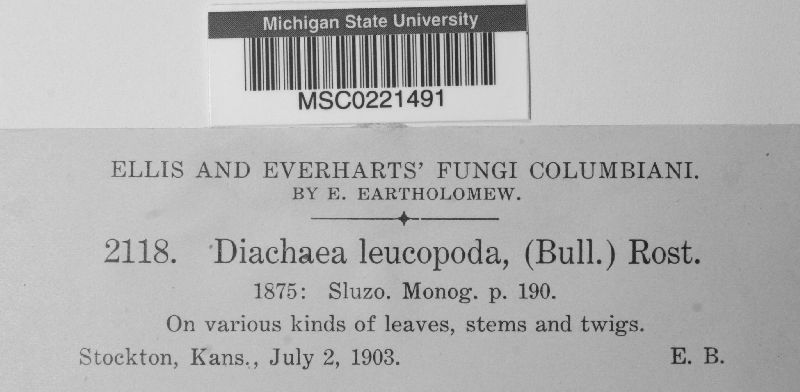 Michigan State University
MSC0221491
ELLIS AND EVERHARTS' FUNGI COLUMBIANI.
BY E. EARTHOLOMEW.
2118. Diachaea leucopoda, (Bull.) Rost.
1875: Sluzo. Monog. p. 190.
On various kinds of leaves, stems and twigs.
Stockton, Kans., July 2, 1903. E. B.